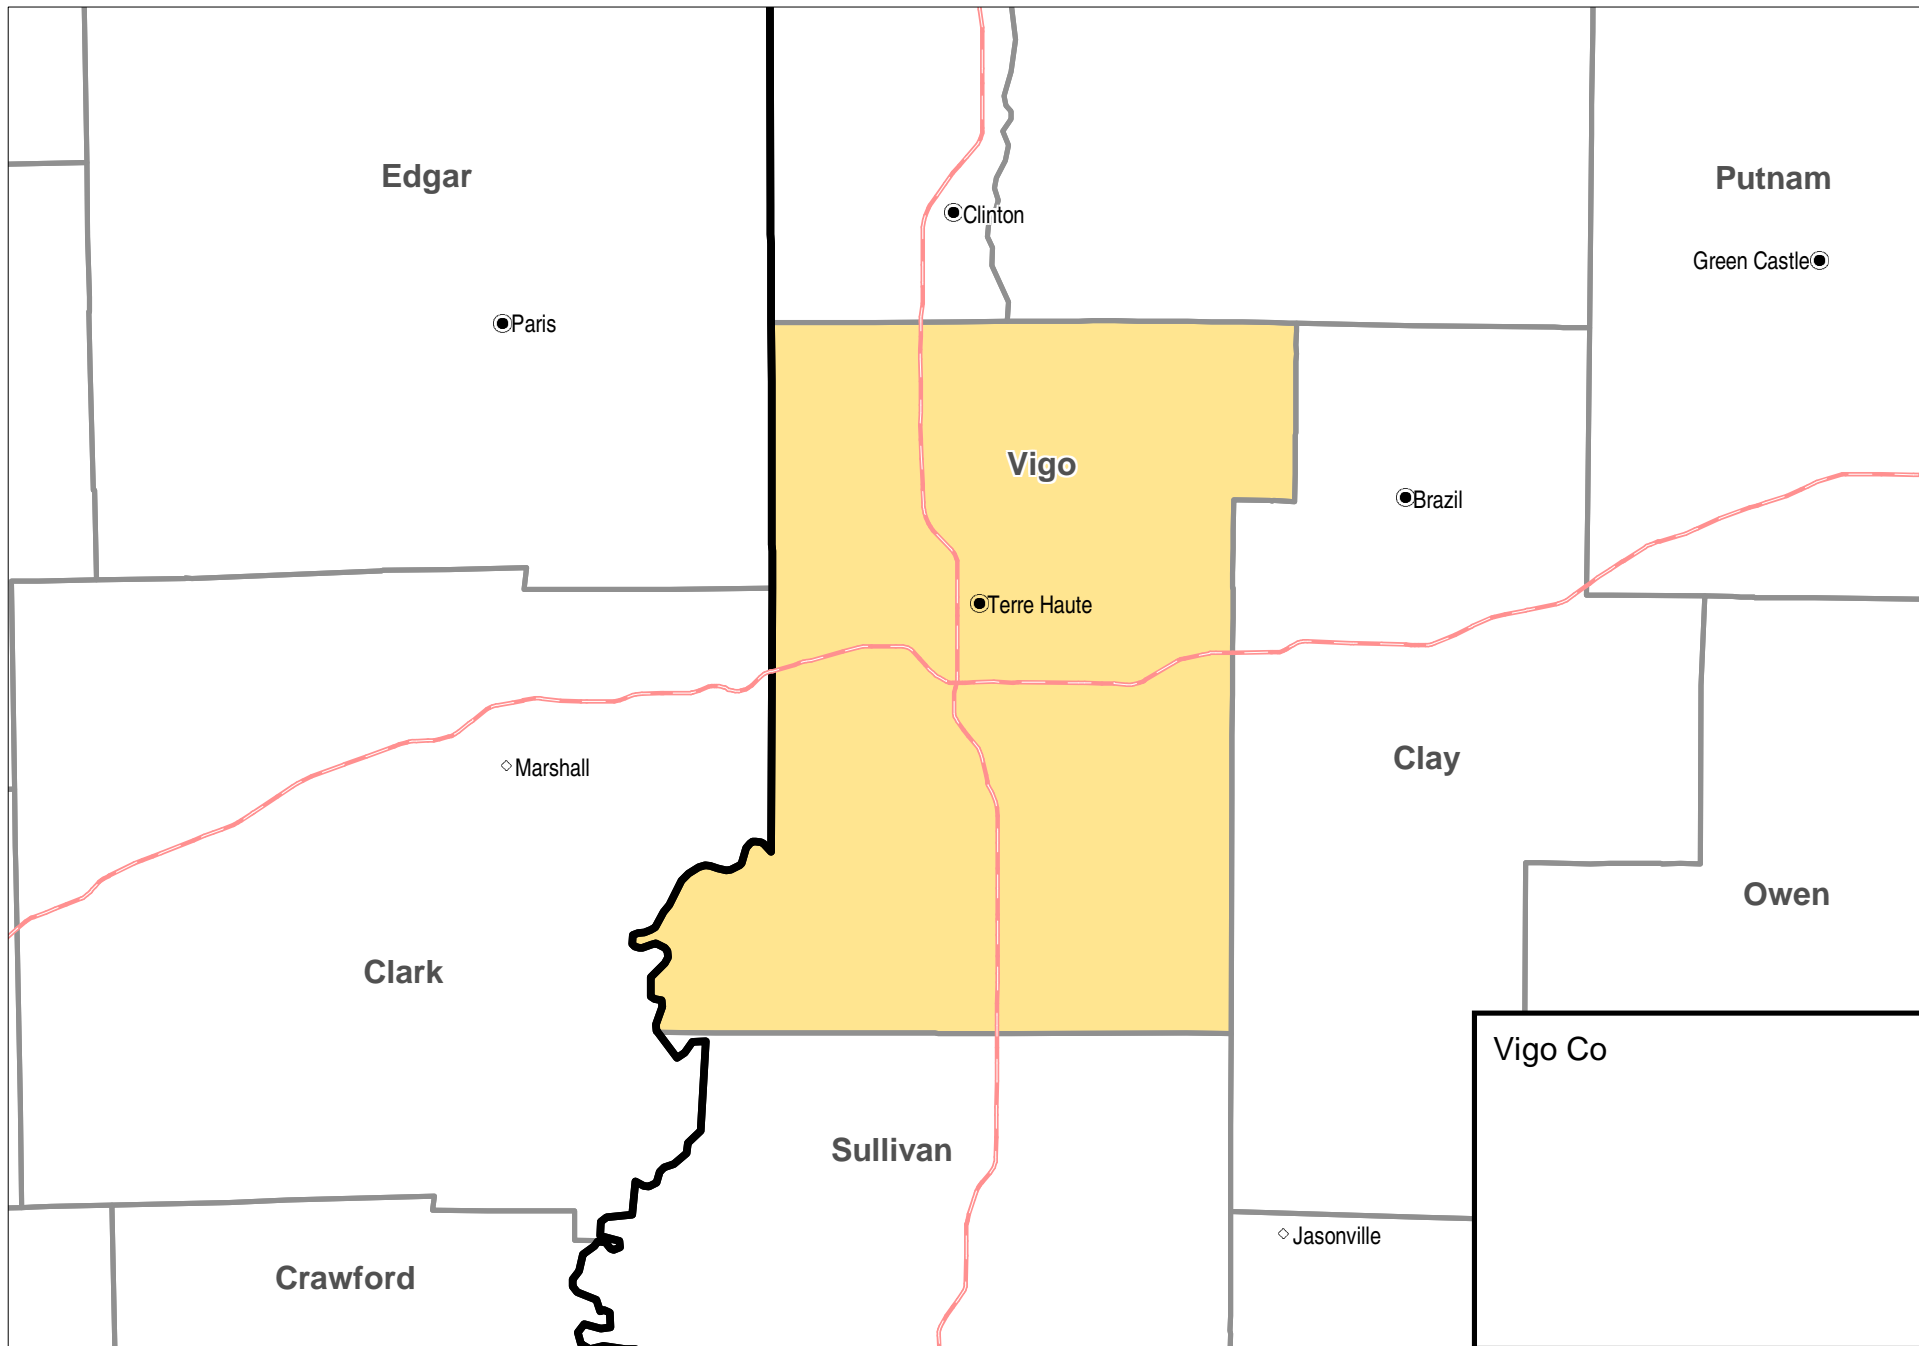 Edgar
Putnam
Clinton
Green Castle
Paris
Vigo
Brazil
Terre Haute
Marshall
Clay
Owen
Clark
Vigo Co
Sullivan
Jasonville
Crawford